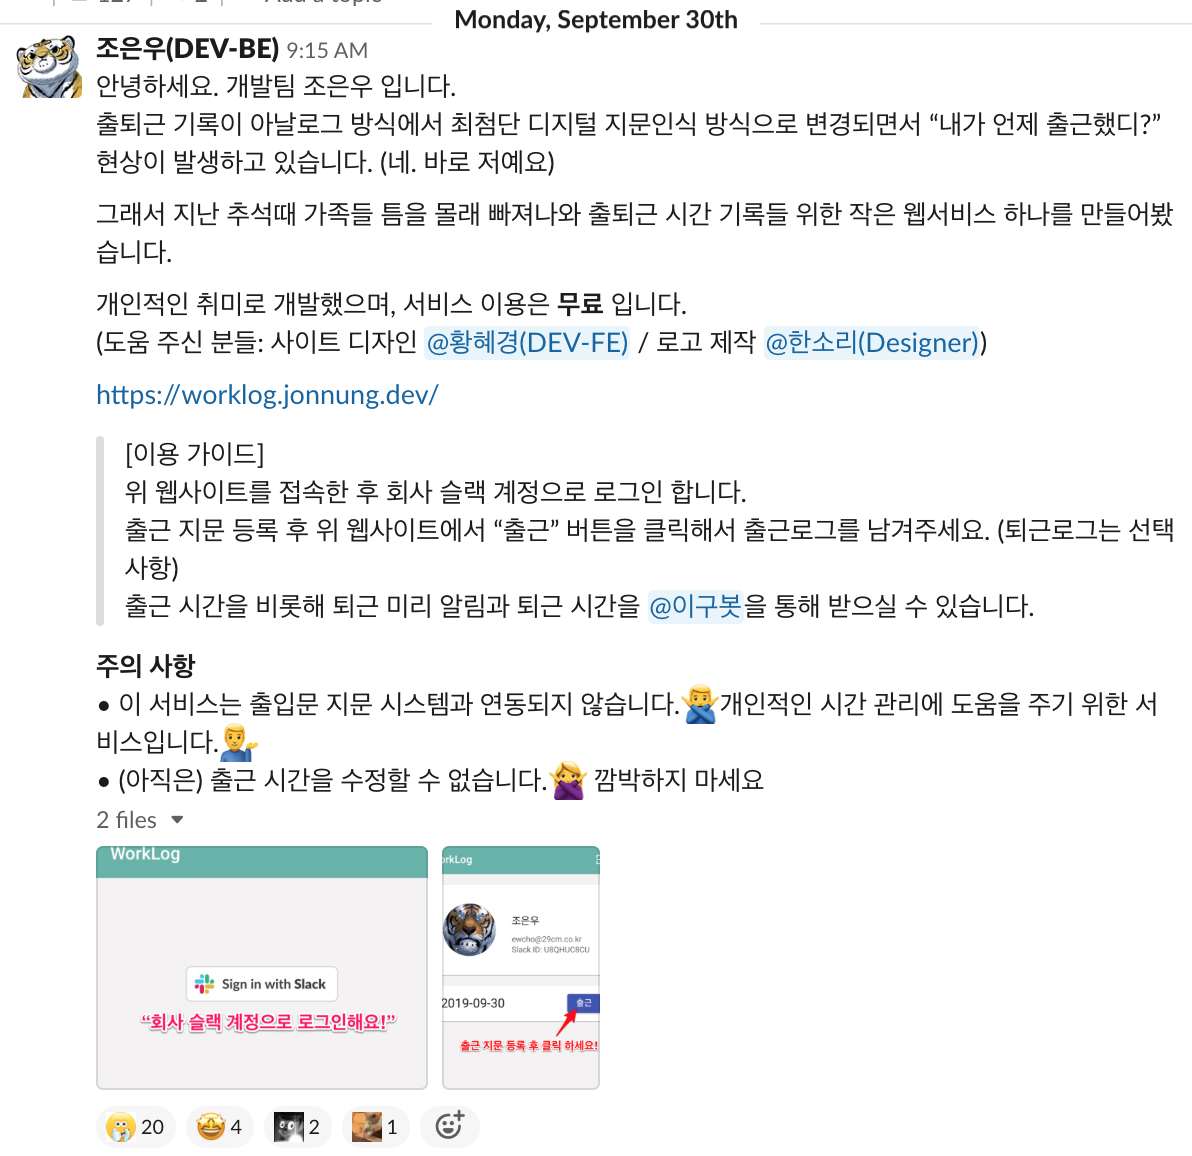 Monday, September 30th
조은우(DEV-BE) 9:15 AM
안녕하세요. 개발팀 조은우 입니다.
출퇴근 기록이 아날로그 방식에서 최첨단 디지털 지문인식 방식으로 변경되면서 “내가 언제 출근했디?”
현상이 발생하고 있습니다. (네. 바로 저예요)
그래서 지난 추석때 가족들 틈을 몰래 빠져나와 출퇴근 시간 기록들 위한 작은 웹서비스 하나를 만들어봤
습니다.
개인적인 취미로 개발했으며, 서비스 이용은 무료 입니다.
(도움 주신 분들: 사이트 디자인 @황혜경(DEV-FE) / 로고 제작 @한소리(Designer))
https://worklog.jonnung.dev/
[이용 가이드]
위 웹사이트를 접속한 후 회사 슬랙 계정으로 로그인 합니다.
출근 지문 등록 후 위 웹사이트에서 “출근” 버튼을 클릭해서 출근로그를 남겨주세요. (퇴근로그는 선택
사항)
출근 시간을 비롯해 퇴근 미리 알림과 퇴근 시간을 @이구봇을 통해 받으실 수 있습니다.
주의 사항
• 이 서비스는 출입문 지문 시스템과 연동되지 않습니다. 개인적인 시간 관리에 도움을 주기 위한 서
비스입니다.
• (아직은) 출근 시간을 수정할 수 없습니다. 깜박하지 마세요
2 files
WorkLog
Sign in with Slack
“회사 슬랙 계정으로 로그인해요!”
orkLog
조은우
ewcho@29cm.co.kr
Slack ID: U8QHUC8CU
2019-09-30
출근
출근 지문 등록 후 클릭 하세요!
20
4
2
1